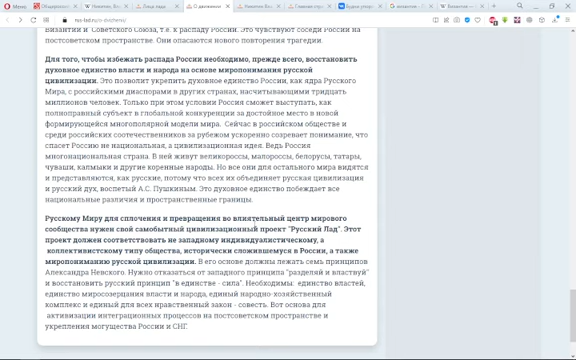 rus-lad.ru/o-dvizhenii/
Византии и Советского Союза, т.е. к распаду России. Это чувствуют соседи России на
постсоветском пространстве. Они опасаются нового повторения трагедии.
Для того, чтобы избежать распада России необходимо, прежде всего, восстановить
духовное единство власти и народа на основе миропонимания русской
цивилизации. Это позволит укрепить духовное единство России, как ядра Русского
Мира, с российскими диаспорами в других странах, насчитывающими тридцать
миллионов человек. Только при этом условии Россия сможет выступать, как
полноправный субъект в глобальной конкуренции за достойное место в новой
формирующейся многополярной модели мира. Сейчас в российском обществе и
среди российских соотечественников за рубежом ускоренно созревает понимание, что
спасет Россию не национальная, а цивилизационная идея. Ведь Россия
многонациональная страна. В ней живут великороссы, малороссы, белорусы, татары,
чуваши, калмыки и другие коренные народы. Но все они для остального мира видятся
и представляются, как русские, потому что всех их объединяет русская цивилизация
и русский дух, воспетый А.С. Пушкиным. Это духовное единство побеждает все
национальные различия и пространственные границы.
Русскому Миру для сплочения и превращения во влиятельный центр мирового
сообщества нужен свой самобытный цивилизационный проект "Русский Лад". Этот
проект должен соответствовать не западному индивидуалистическому, а
коллективистскому типу общества, исторически сложившемуся в России, а также
миропониманию русской цивилизации. В его основе должны лежать семь принципов
Александра Невского. Нужно отказаться от западного принципа "разделяй и властвуй"
и восстановить русский принцип "в единстве - сила". Необходимы: единство властей,
единство миросозерцания власти и народа, единый народно-хозяйственный
комплекс и единый для всех нравственный закон - совесть. Вот основа для
активизации интеграционных процессов на постсоветском пространстве и
укрепления могущества России и СНГ.